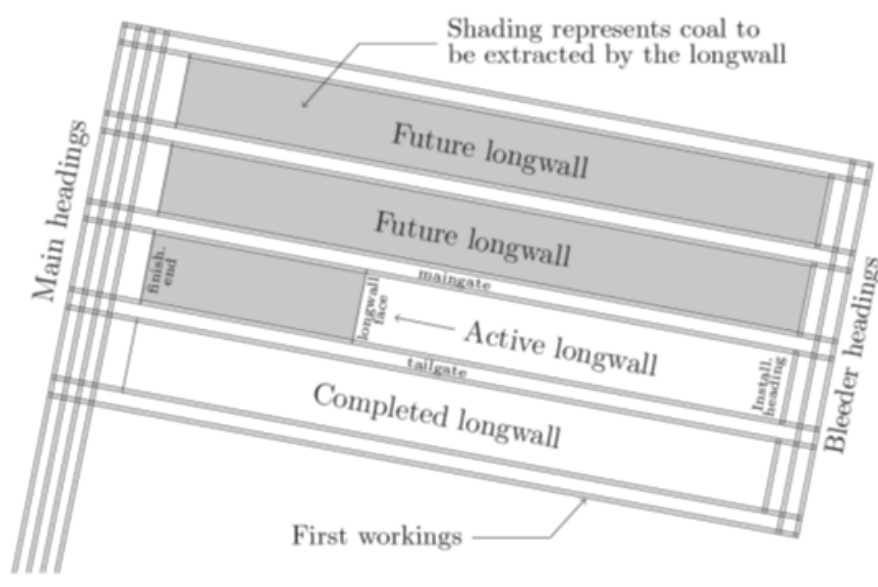 Shading represents coal to
be extracted by the longwall
Future longwall
Main headings
Future longwall
finish.
end
maingate
longwall
face
Active longwall
Install.
heading
Bleeder headings
tailgate
Completed longwall
First workings